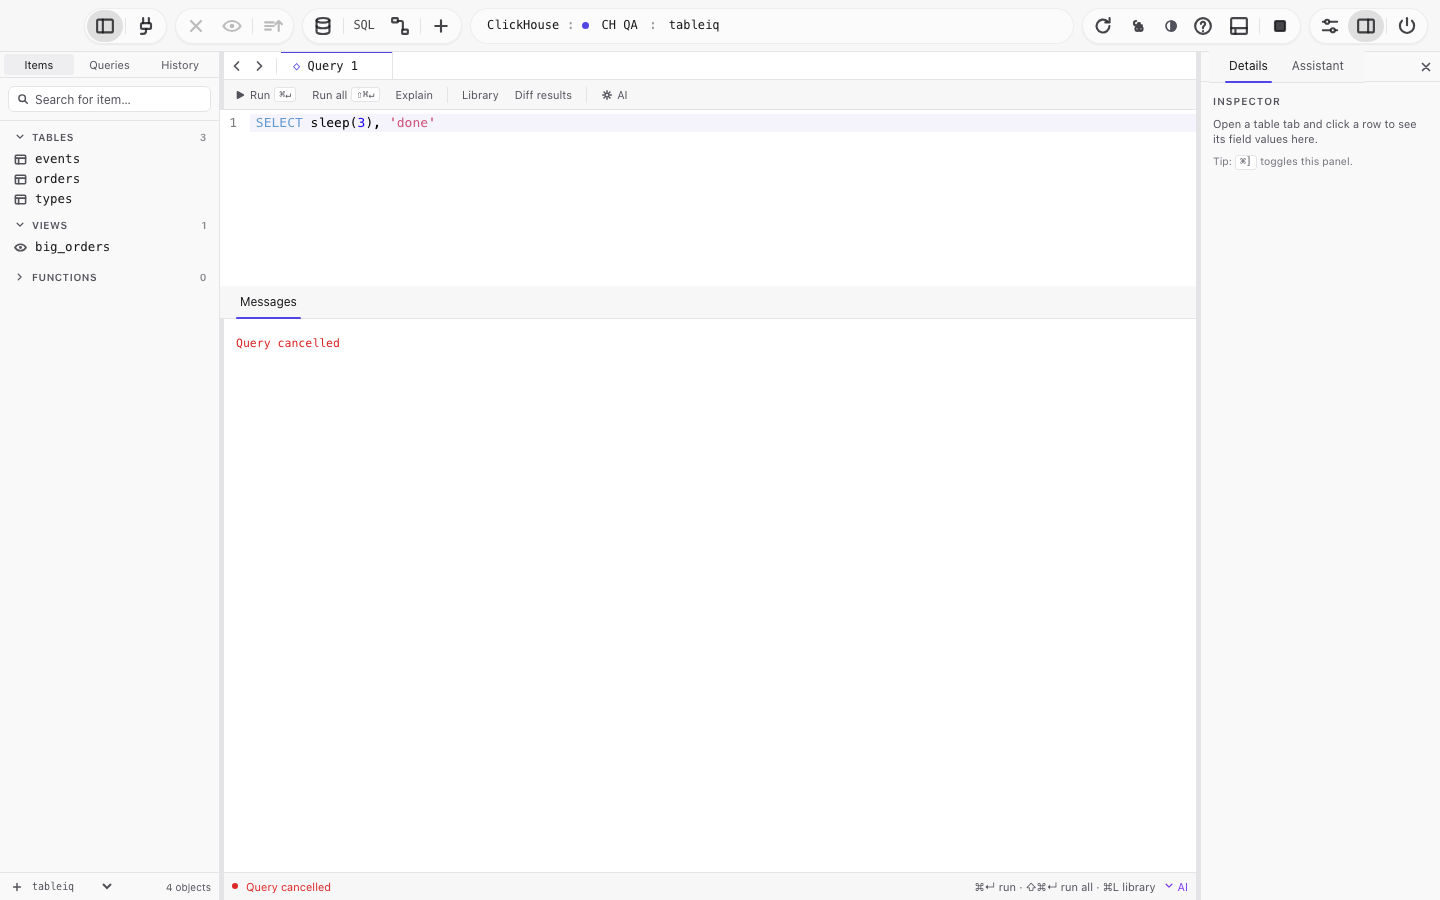 SQL
ClickHouse : CH QA : tableiq
Items Queries History
Query 1
Details Assistant
Search for item...
Run ⌘↵ Run all ⇧⌘↵ Explain Library Diff results AI
INSPECTOR
Open a table tab and click a row to see
its field values here.
Tip: ⌘] toggles this panel.
1 SELECT sleep(3), 'done'
TABLES 3
events
orders
types
VIEWS 1
big_orders
FUNCTIONS 0
Messages
Query cancelled
tableiq 4 objects
Query cancelled
⌘↵ run · ⇧⌘↵ run all · ⌘L library AI